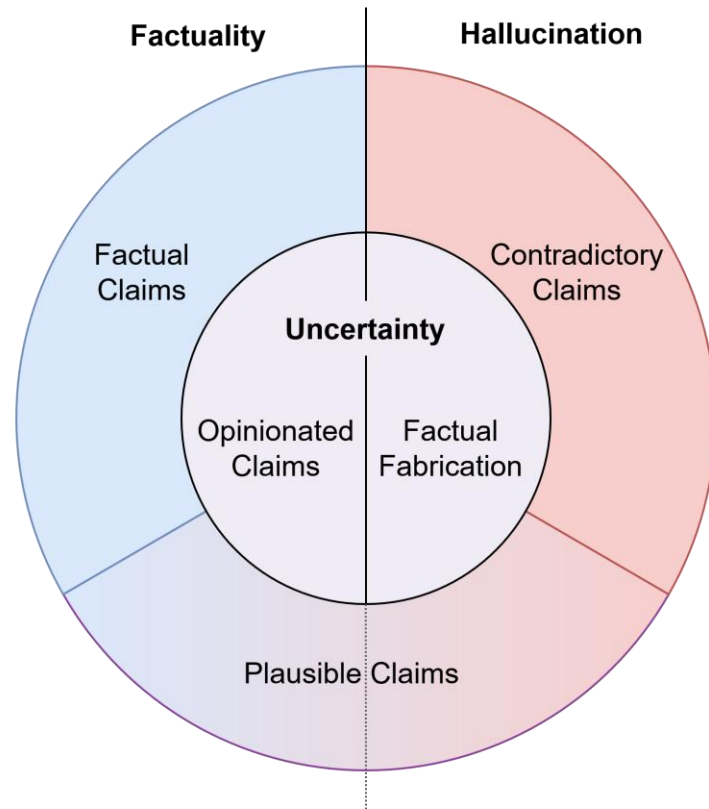 Factuality
Hallucination
Factual
Claims
Contradictory
Claims
Uncertainty
Opinionated
Claims
Factual
Fabrication
Plausible Claims